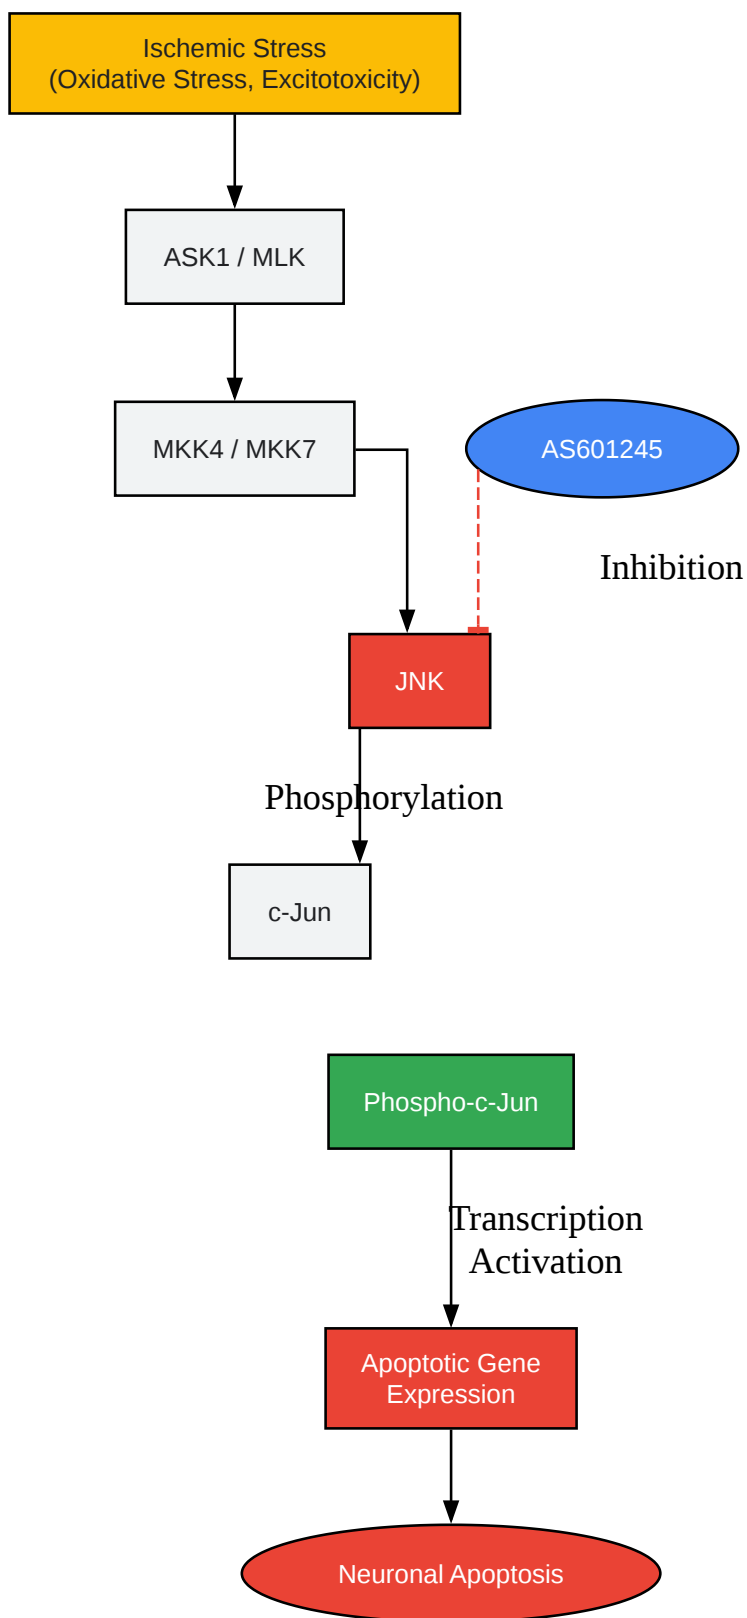 Ischemic Stress
(Oxidative Stress, Excitotoxicity)
ASK1 / MLK
MKK4 / MKK7
AS601245
Inhibition
JNK
Phosphorylation
c-Jun
Phospho-c-Jun
Transcription
Activation
Apoptotic Gene
Expression
Neuronal Apoptosis